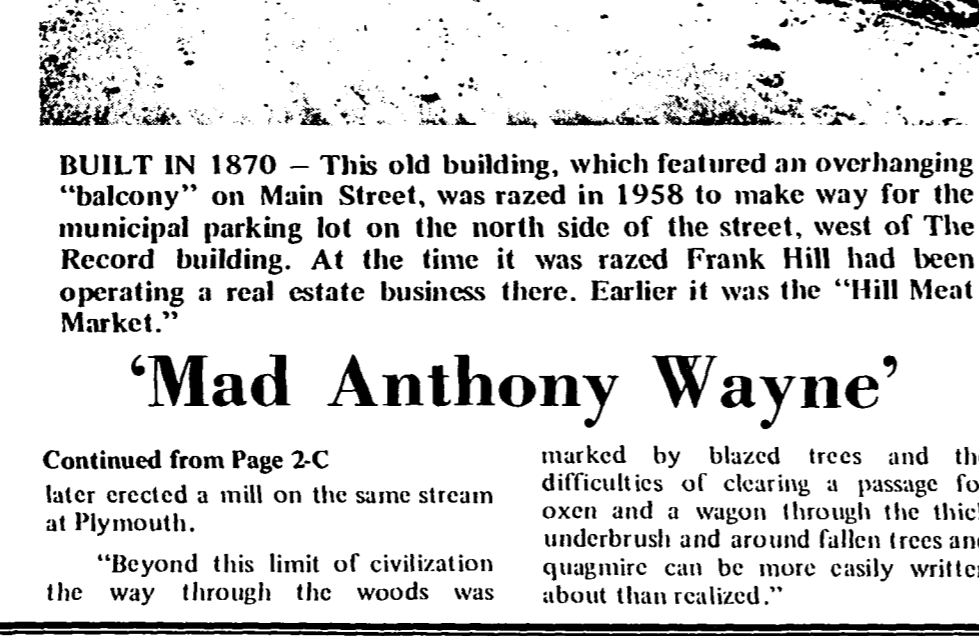 BUILT IN 1870 — This old building, which featured an overhanging
“balcony” on Main Street, was razed in 1958 to make way for the
municipal parking lot on the north side of the street, west of The
Record building. At the time it was razed Frank Hill had been
operating a real estate business there. Earlier it was the “Hill Meat
Market.”
‘Mad Anthony Wayne’
Continued from Page 2-C
later erected a mill on the same stream
at Plymouth.
“Beyond this limit of civilization
the way through the woods was
marked by blazed trees and the
difficulties of clearing a passage fo
oxen and a wagon through the thic
underbrush and around fallen trees and
quagmire can be more easily writte
about than realized.”